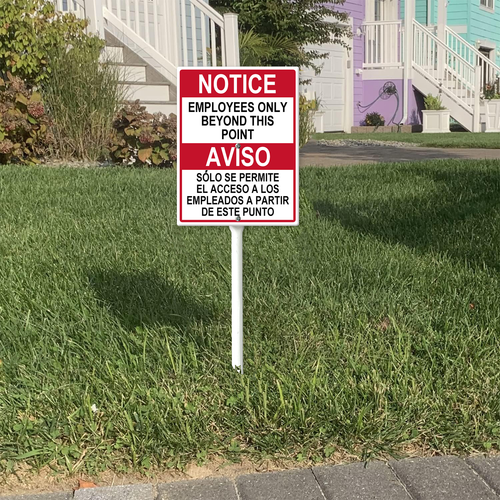 NOTICE
EMPLOYEES ONLY
BEYOND THIS
POINT
AVISO
SÓLO SE PERMITE
EL ACCESO A LOS
EMPLEADOS A PARTIR
DE ESTE PUNTO